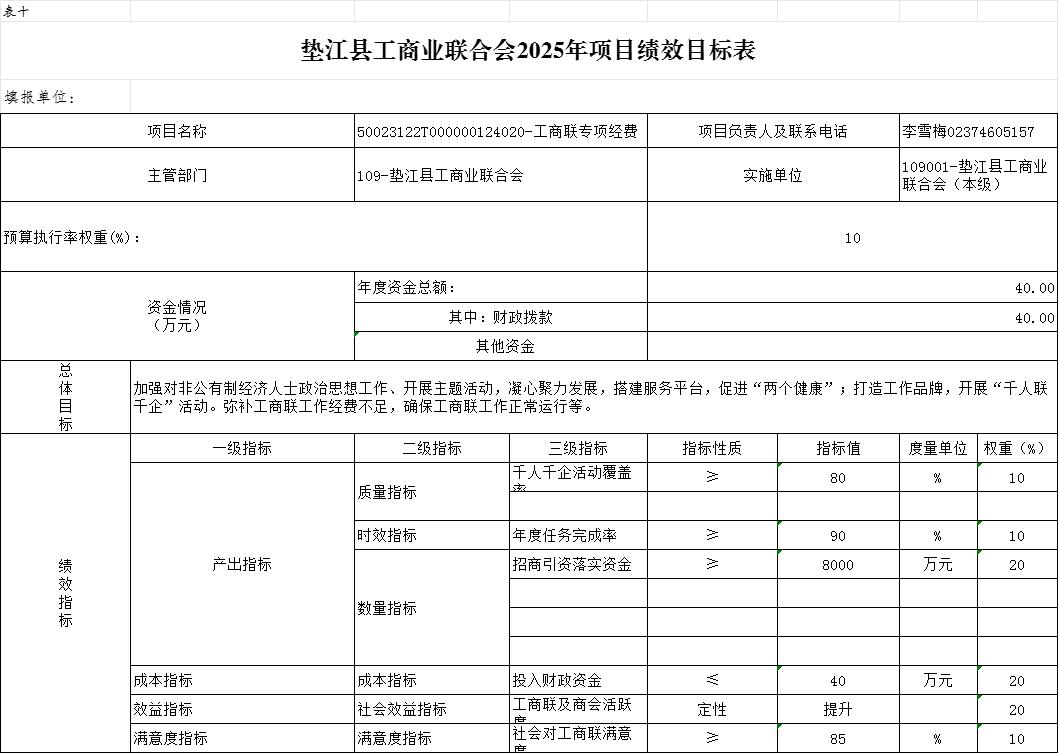 表十
垫江县工商业联合会2025年项目绩效目标表
填报单位：
项目名称 50023122T000000124020-工商联专项经费 项目负责人及联系电话 李雪梅02374605157
主管部门 109-垫江县工商业联合会 实施单位 109001-垫江县工商业
联合会（本级）
预算执行率权重(%)： 10
资金情况
（万元）
年度资金总额： 40.00
其中：财政拨款 40.00
其他资金
总
体
目
标
加强对非公有制经济人士政治思想工作、开展主题活动，凝心聚力发展，搭建服务平台，促进“两个健康”；打造工作品牌，开展“千人联
千企”活动。弥补工商联工作经费不足，确保工商联工作正常运行等。
绩
效
指
标
一级指标 二级指标 三级指标 指标性质 指标值 度量单位 权重（%）
产出指标
质量指标 千人千企活动覆盖
率 ≥ 80 % 10
时效指标 年度任务完成率 ≥ 90 % 10
数量指标 招商引资落实资金 ≥ 8000 万元 20
成本指标 成本指标 投入财政资金 ≤ 40 万元 20
效益指标 社会效益指标 工商联及商会活跃
度 定性 提升 20
满意度指标 满意度指标 社会对工商联满意
度 ≥ 85 % 10